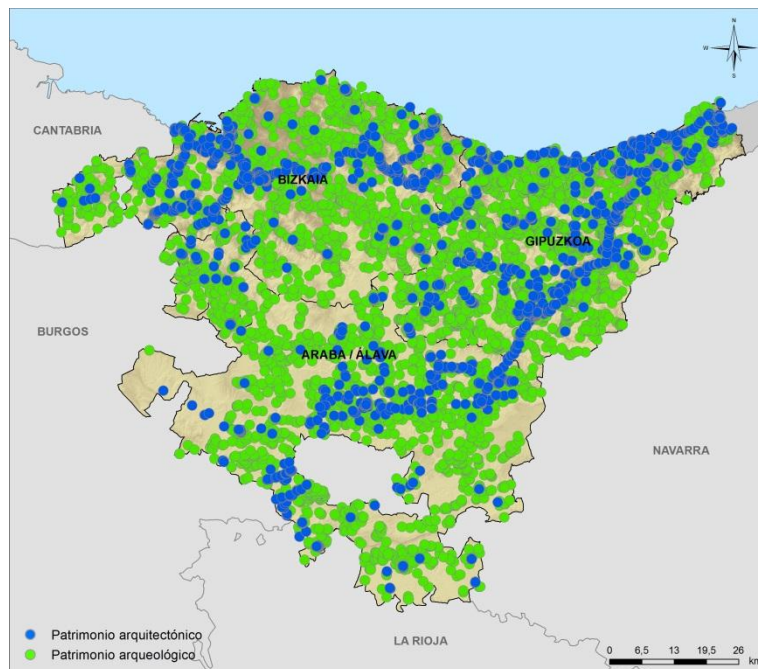 N
W E
S
CANTABRIA
BIZKAIA
GIPUZKOA
BURGOS
ARABA / ÁLAVA
NAVARRA
Patrimonio arquitectónico
Patrimonio arqueológico
LA RIOJA
0 6,5 13 19,5 26
km